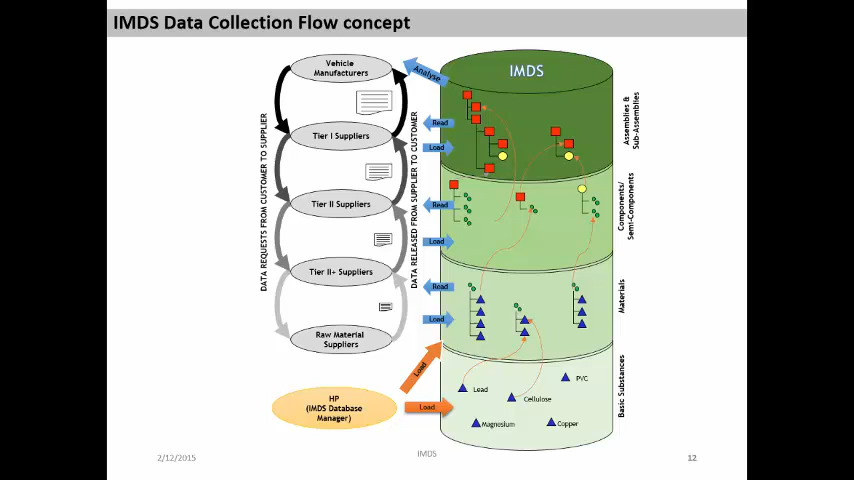 IMDS Data Collection Flow concept
Vehicle
Manufacturers
Tier I Suppliers
Tier II Suppliers
Tier II+ Suppliers
Raw Material
Suppliers
HP
(IMDS Database
Manager)
DATA REQUESTS FROM CUSTOMER TO SUPPLIER
DATA RELEASED FROM SUPPLIER TO CUSTOMER
Analyse
Read
Load
Read
Load
Read
Load
Load
Load
IMDS
Assemblies &
Sub-Assemblies
Components/
Semi-Components
Materials
Basic Substances
Lead
PVC
Cellulose
Magnosium
Copper
2/12/2015
IMDS
12